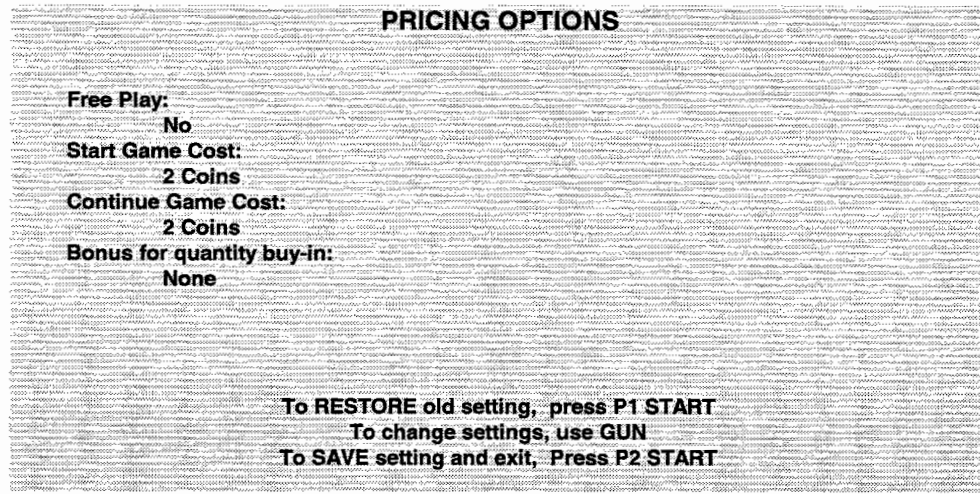 PRICING OPTIONS
Free Play:
No
Start Game Cost:
2 Coins
Continue Game Cost:
2 Coins
Bonus for quantity buy-in:
None
To RESTORE old setting, press P1 START
To change settings, use GUN
To SAVE setting and exit, Press P2 START